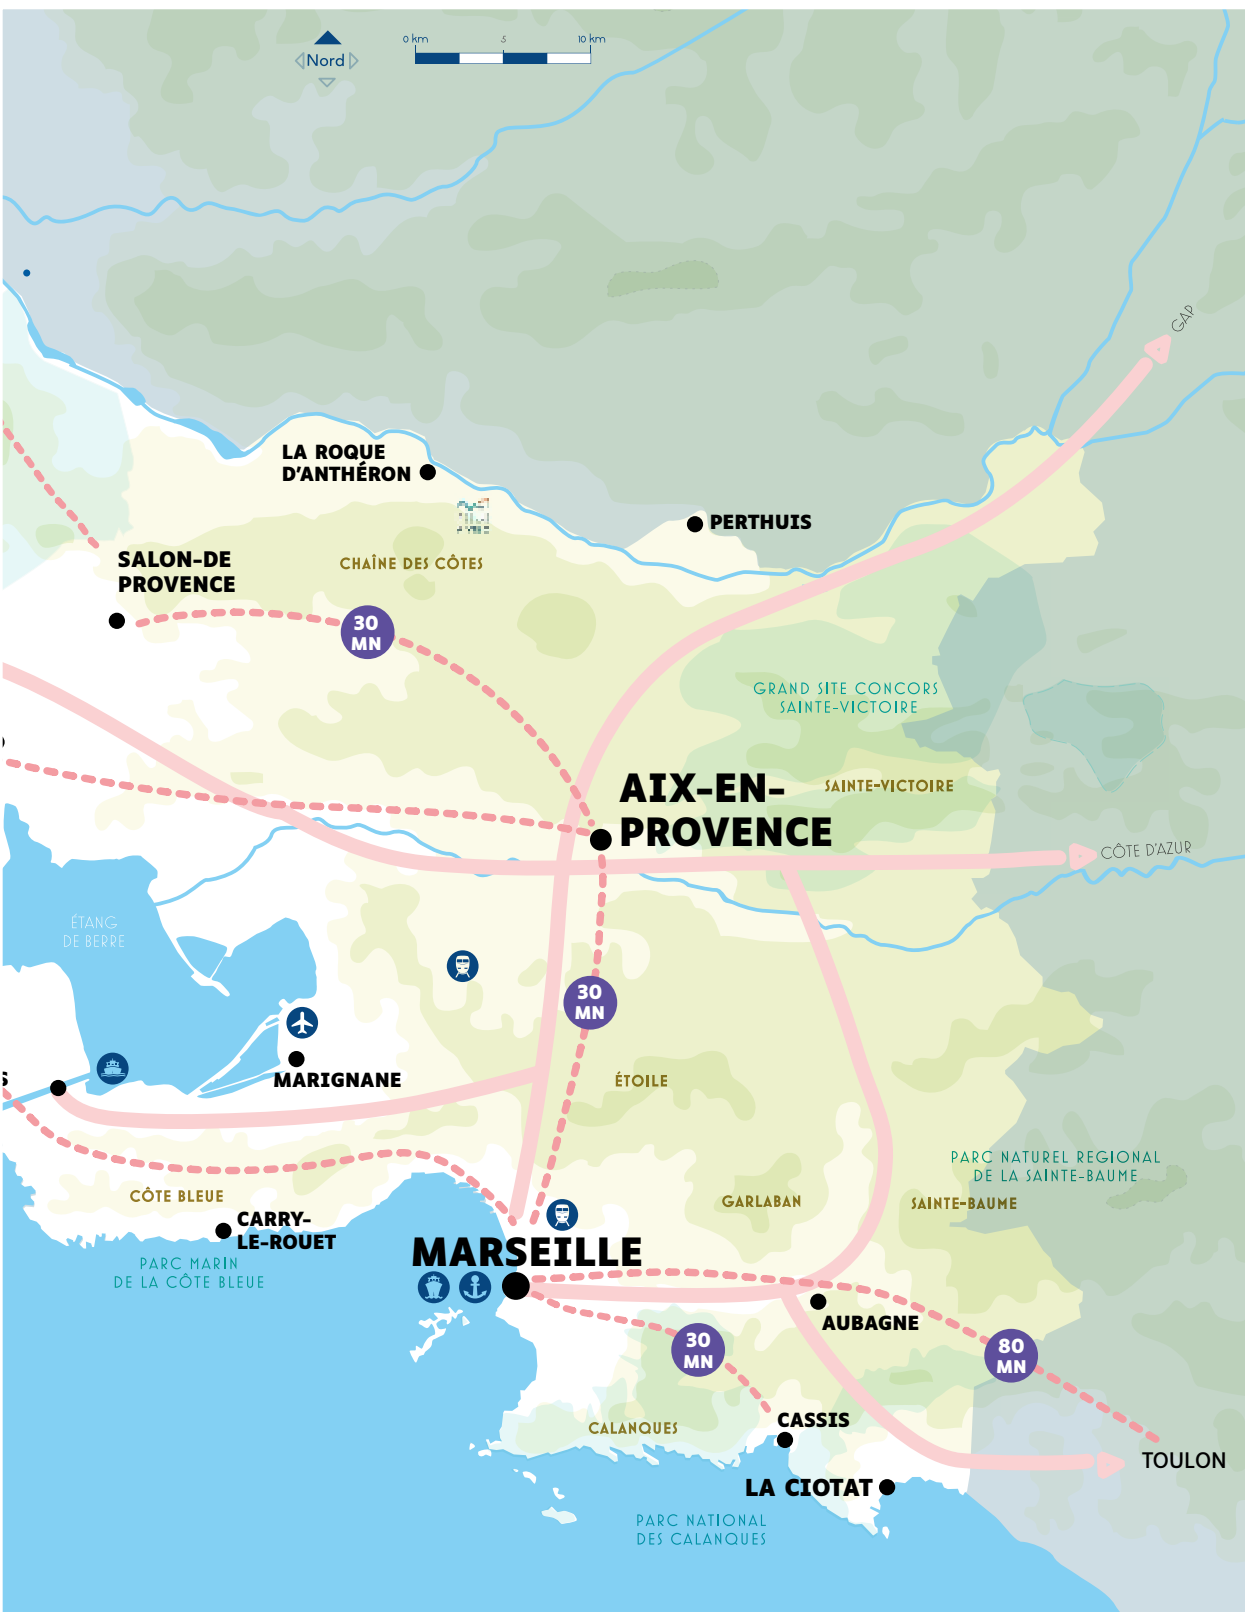 0 km
5
10 km
Nord
GAP
LA ROQUE
D'ANTHÉRON
PERTHUIS
SALON-DE
PROVENCE
CHAÎNE DES CÔTES
30
MN
GRAND SITE CONCORS
SAINTE-VICTOIRE
AIX-EN-
PROVENCE
SAINTE-VICTOIRE
CÔTE D'AZUR
ÉTANG
DE BERRE
30
MN
MARIGNANE
S
ÉTOILE
PARC NATUREL REGIONAL
DE LA SAINTE-BAUME
CÔTE BLEUE
GARLABAN
SAINTE-BAUME
CARRY-
LE-ROUET
PARC MARIN
DE LA CÔTE BLEUE
MARSEILLE
AUBAGNE
30
MN
80
MN
CALANQUES
CASSIS
TOULON
LA CIOTAT
PARC NATIONAL
DES CALANQUES